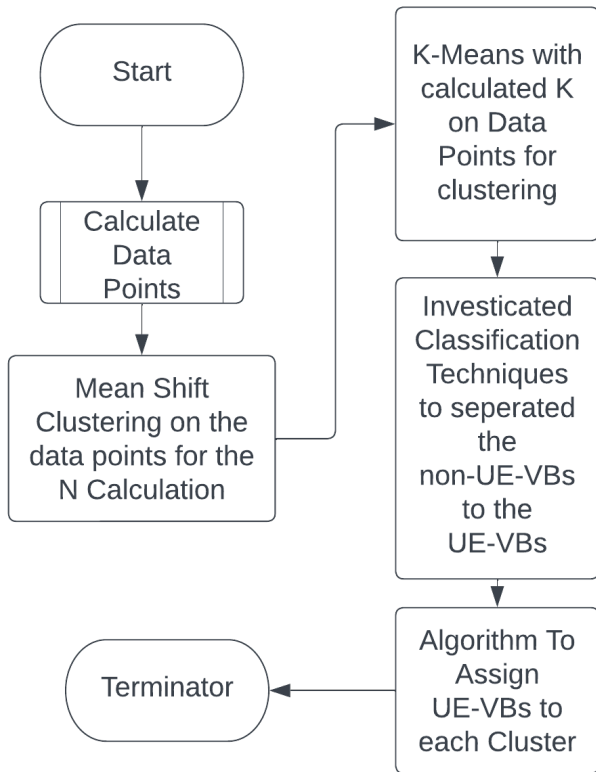 Start
Calculate
Data
Points
Mean Shift
Clustering on the
data points for the
N Calculation
K-Means with
calculated K
on Data
Points for
clustering
Investicated
Classification
Techniques
to seperated
the
non-UE-VBs
to the
UE-VBs
Algorithm To
Assign
UE-VBs to
each Cluster
Terminator